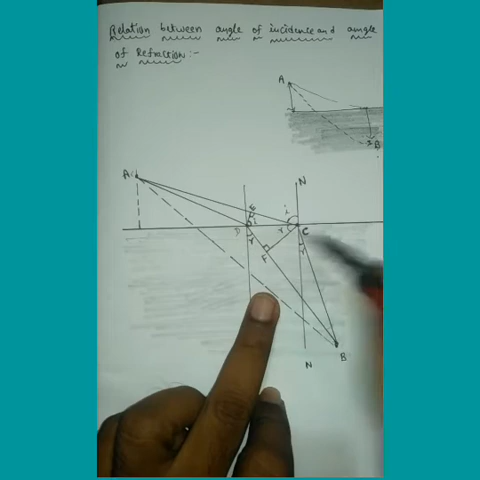 Relation between angle of incidence and angle
of Refraction:-
A
B
A
N
E
i
i
D
r
r
C
r
F
B
N